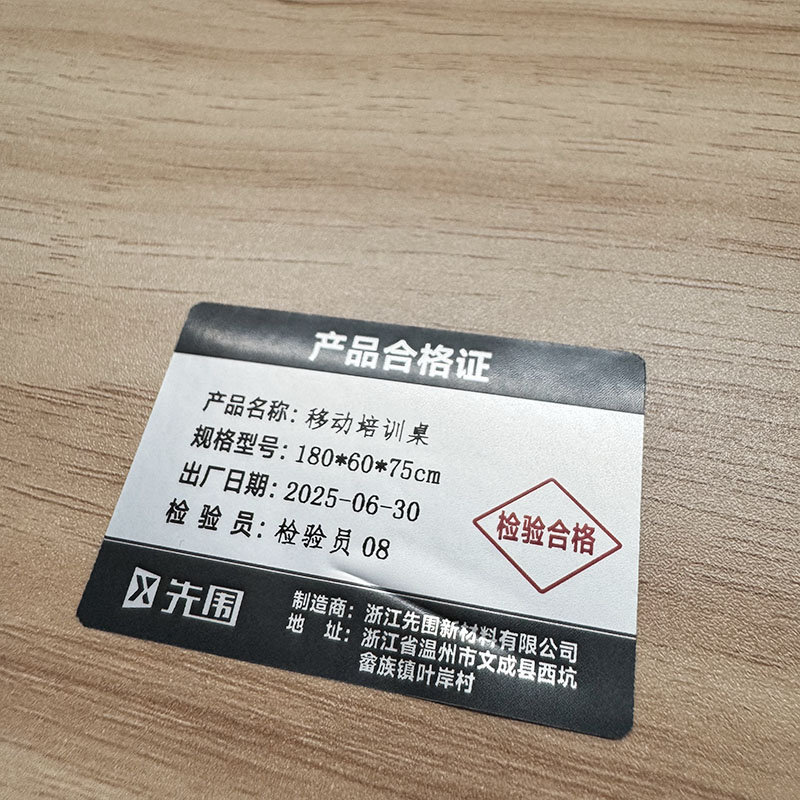 产品合格证
产品名称：移动培训桌
规格型号：180*60*75cm
出厂日期：2025-06-30
检验员：检验员 08
检验合格
先围
制造商：浙江先围新材料有限公司
地址：浙江省温州市文成县西坑
畲族镇叶岸村